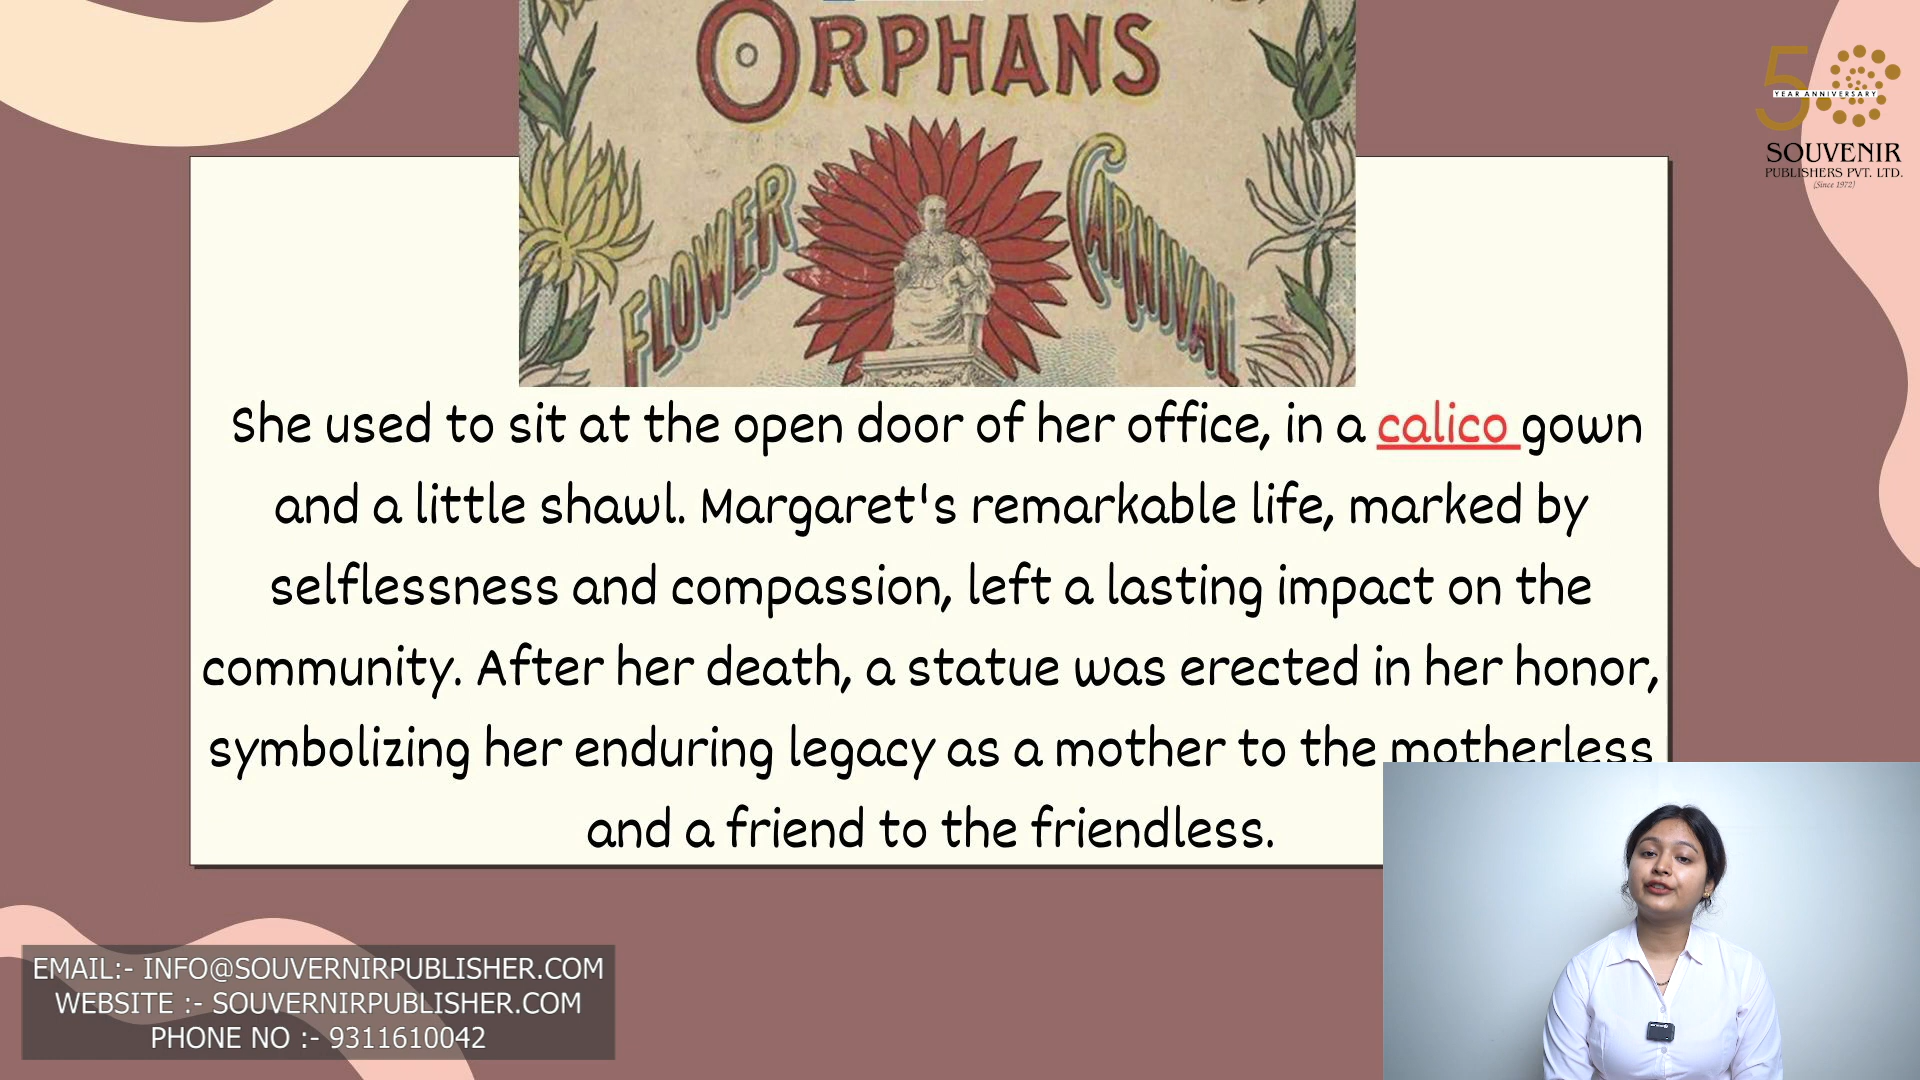 ORPHANS
FLOWER CARNIVAL
5
YEAR ANNIVERSARY
SOUVENIR
PUBLISHERS PVT. LTD.
(Since 1972)
She used to sit at the open door of her office, in a calico gown
and a little shawl. Margaret's remarkable life, marked by
selflessness and compassion, left a lasting impact on the
community. After her death, a statue was erected in her honor,
symbolizing her enduring legacy as a mother to the motherless
and a friend to the friendless.
EMAIL:- INFO@SOUVERNIRPUBLISHER.COM
WEBSITE :- SOUVERNIRPUBLISHER.COM
PHONE NO :- 9311610042